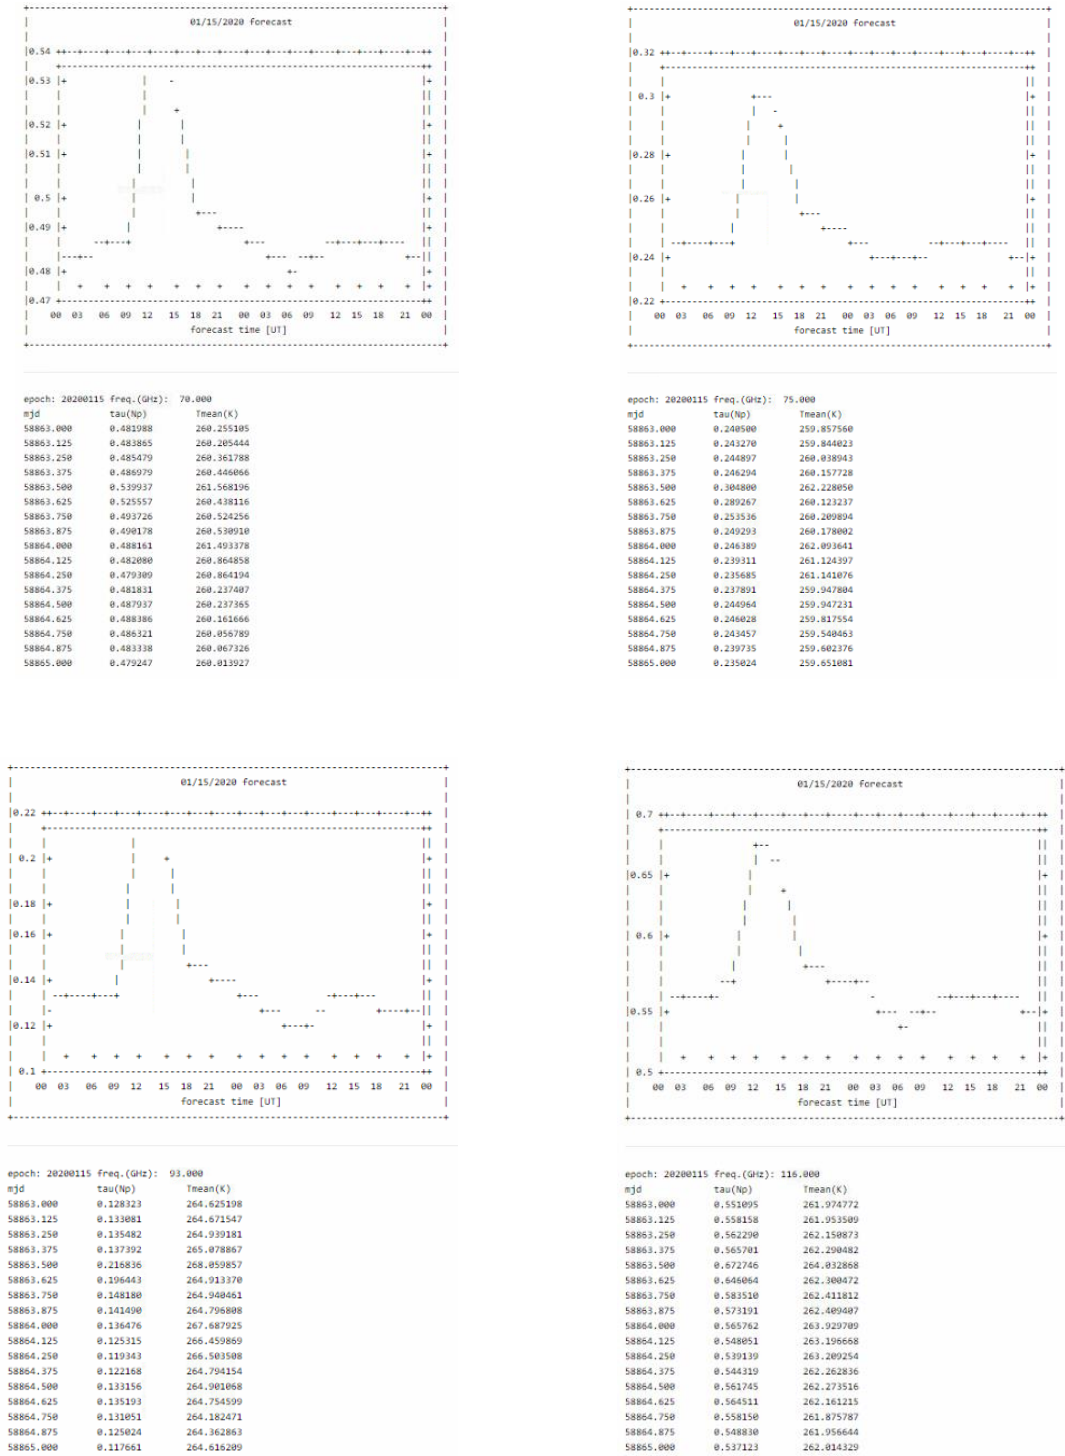 01/15/2020 forecast
0.54
0.53
0.52
0.51
0.5
0.49
0.48
0.47
00 03 06 09 12 15 18 21 00 03 06 09 12 15 18 21 00
forecast time [UT]
epoch: 20200115 freq.(GHz): 70.000
mjd tau(Np) Tmean(K)
58863.000 0.481988 260.255105
58863.125 0.483865 260.205444
58863.250 0.485479 260.361788
58863.375 0.486979 260.446066
58863.500 0.539937 261.568196
58863.625 0.525557 260.438116
58863.750 0.493726 260.524256
58863.875 0.490178 260.530910
58864.000 0.488161 261.493378
58864.125 0.482080 260.864858
58864.250 0.479309 260.864194
58864.375 0.481831 260.237407
58864.500 0.487937 260.237365
58864.625 0.488386 260.161666
58864.750 0.486321 260.056789
58864.875 0.483338 260.067326
58865.000 0.479247 260.013927
01/15/2020 forecast
0.32
0.3
0.28
0.26
0.24
0.22
00 03 06 09 12 15 18 21 00 03 06 09 12 15 18 21 00
forecast time [UT]
epoch: 20200115 freq.(GHz): 75.000
mjd tau(Np) Tmean(K)
58863.000 0.240500 259.857560
58863.125 0.243270 259.844023
58863.250 0.244897 260.038943
58863.375 0.246294 260.157728
58863.500 0.304800 262.228050
58863.625 0.289267 260.123237
58863.750 0.253536 260.209894
58863.875 0.249293 260.178002
58864.000 0.246389 262.093641
58864.125 0.239311 261.124397
58864.250 0.235685 261.141076
58864.375 0.237891 259.947804
58864.500 0.244964 259.947231
58864.625 0.246028 259.817554
58864.750 0.243457 259.540463
58864.875 0.239735 259.602376
58865.000 0.235024 259.651081
01/15/2020 forecast
0.22
0.2
0.18
0.16
0.14
0.12
0.1
00 03 06 09 12 15 18 21 00 03 06 09 12 15 18 21 00
forecast time [UT]
epoch: 20200115 freq.(GHz): 93.000
mjd tau(Np) Tmean(K)
58863.000 0.128323 264.625198
58863.125 0.133081 264.671547
58863.250 0.135482 264.939181
58863.375 0.137392 265.078867
58863.500 0.216836 268.059857
58863.625 0.196443 264.913370
58863.750 0.148180 264.940461
58863.875 0.141490 264.796808
58864.000 0.136476 267.687925
58864.125 0.125315 266.459869
58864.250 0.119343 266.503508
58864.375 0.122168 264.794154
58864.500 0.133156 264.901068
58864.625 0.135193 264.754599
58864.750 0.131051 264.182471
58864.875 0.125024 264.362863
58865.000 0.117661 264.616209
01/15/2020 forecast
0.7
0.65
0.6
0.55
0.5
00 03 06 09 12 15 18 21 00 03 06 09 12 15 18 21 00
forecast time [UT]
epoch: 20200115 freq.(GHz): 116.000
mjd tau(Np) Tmean(K)
58863.000 0.551095 261.974772
58863.125 0.558158 261.953509
58863.250 0.562290 262.150873
58863.375 0.565701 262.290482
58863.500 0.672746 264.032868
58863.625 0.646064 262.300472
58863.750 0.583510 262.411812
58863.875 0.573191 262.409407
58864.000 0.565762 263.929709
58864.125 0.548051 263.196668
58864.250 0.539139 263.209254
58864.375 0.544319 262.262836
58864.500 0.561745 262.273516
58864.625 0.564511 262.161215
58864.750 0.558150 261.875787
58864.875 0.548830 261.956644
58865.000 0.537123 262.014329